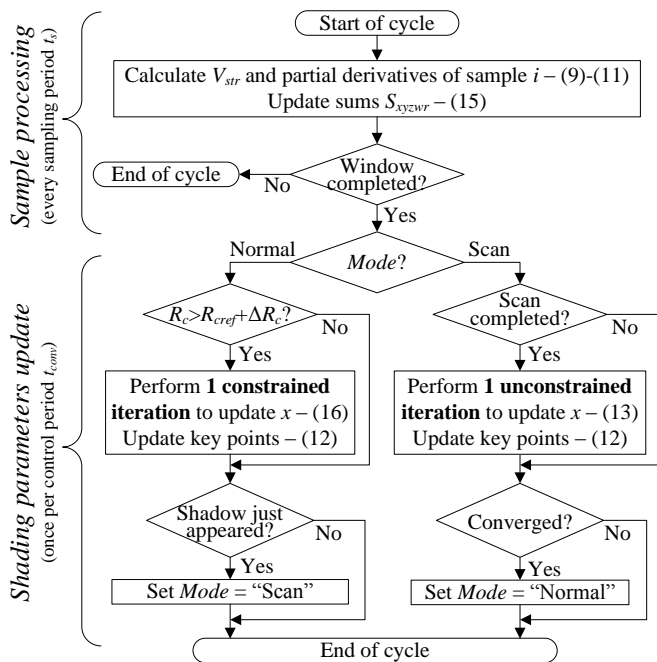 Start of cycle
Sample processing
(every sampling period t_s)
Calculate V_str and partial derivatives of sample i – (9)-(11)
Update sums S_xyzwr – (15)
Window
completed?
End of cycle
No
Yes
Normal
Mode?
Scan
Shading parameters update
(once per control period t_conv)
R_c>R_cref+ΔR_c?
No
Yes
Perform 1 constrained
iteration to update x – (16)
Update key points – (12)
Shadow just
appeared?
No
Yes
Set Mode = “Scan”
Scan
completed?
No
Yes
Perform 1 unconstrained
iteration to update x – (13)
Update key points – (12)
Converged?
No
Yes
Set Mode = “Normal”
End of cycle